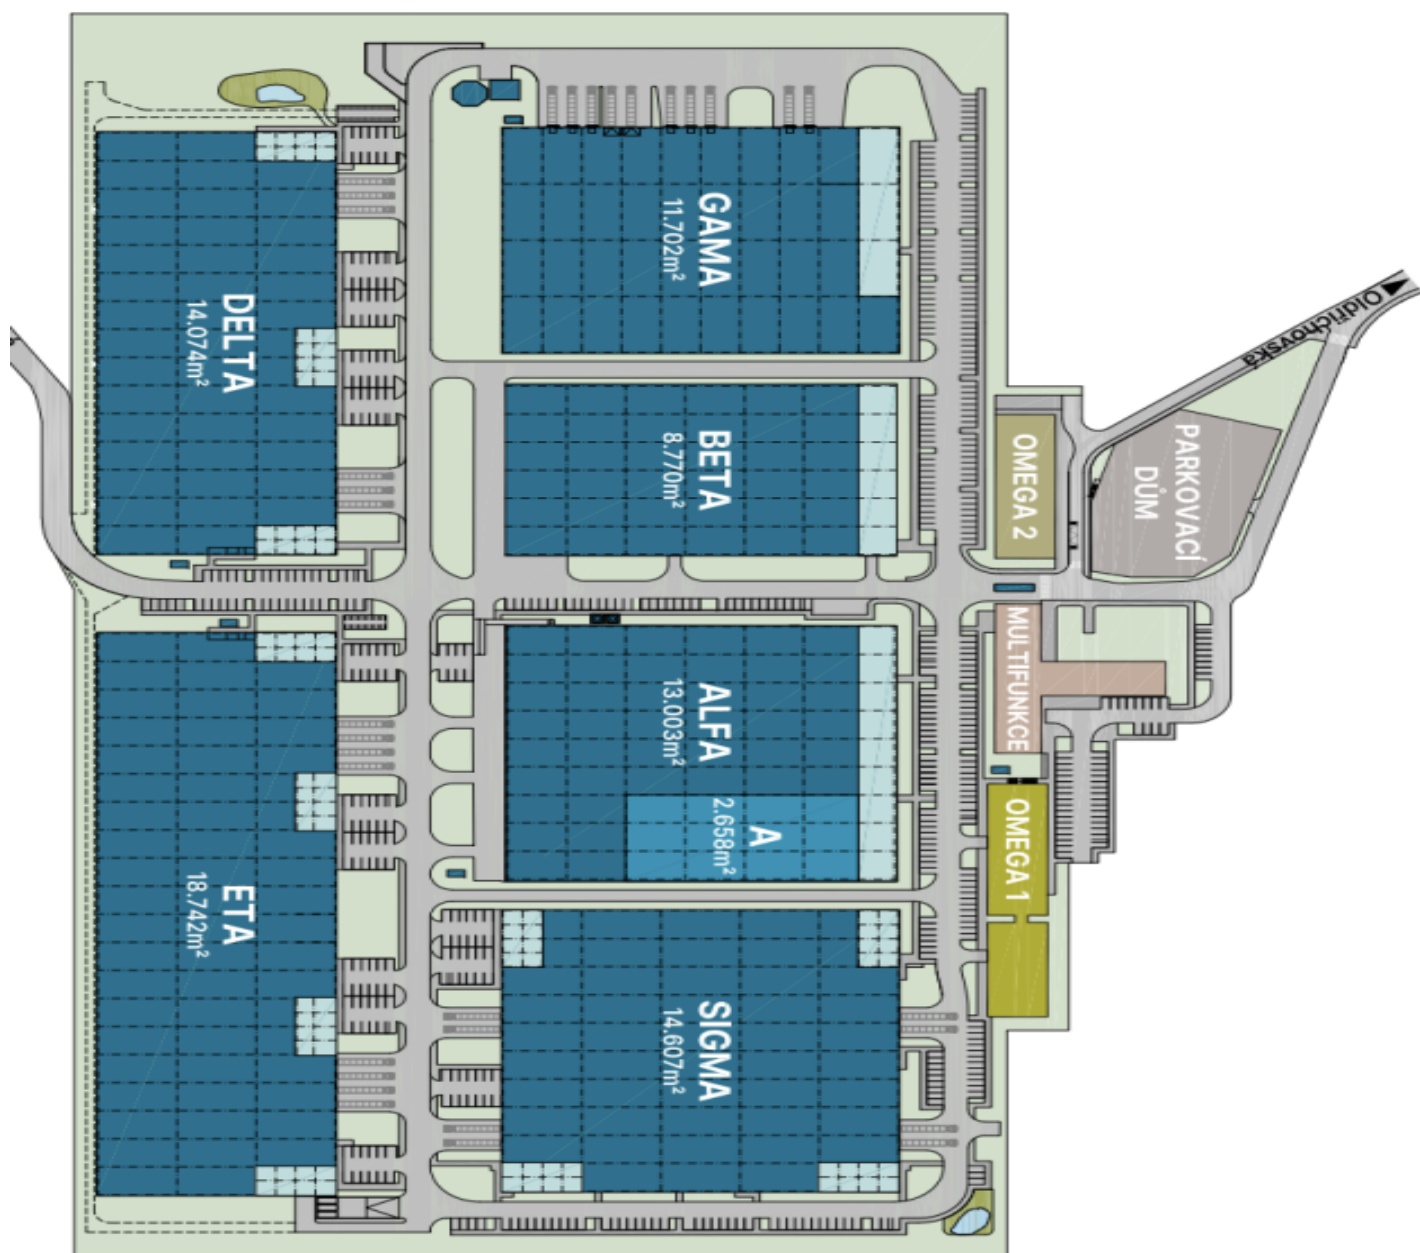 GAMA
11.702m²
DELTA
14.074m²
BETA
8.770m²
Oldřichovská
OMEGA 2
PARKOVACÍ
DŮM
MULTIFUNKCE
ALFA
13.003m²
A
2.658m²
OMEGA 1
ETA
18.742m²
SIGMA
14.607m²